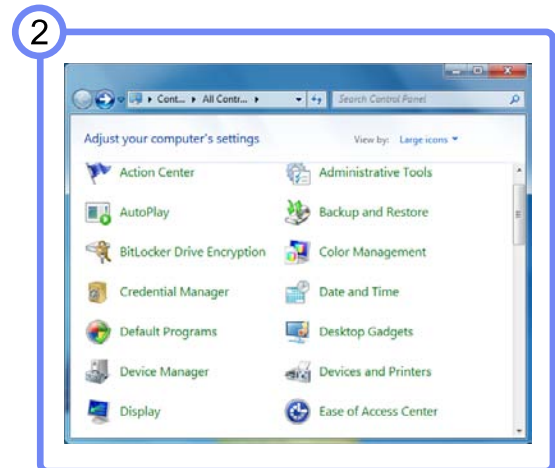 2
Cont... All Contr... Search Control Panel
Adjust your computer's settings View by: Large icons
Action Center Administrative Tools
AutoPlay Backup and Restore
BitLocker Drive Encryption Color Management
Credential Manager Date and Time
Default Programs Desktop Gadgets
Device Manager Devices and Printers
Display Ease of Access Center